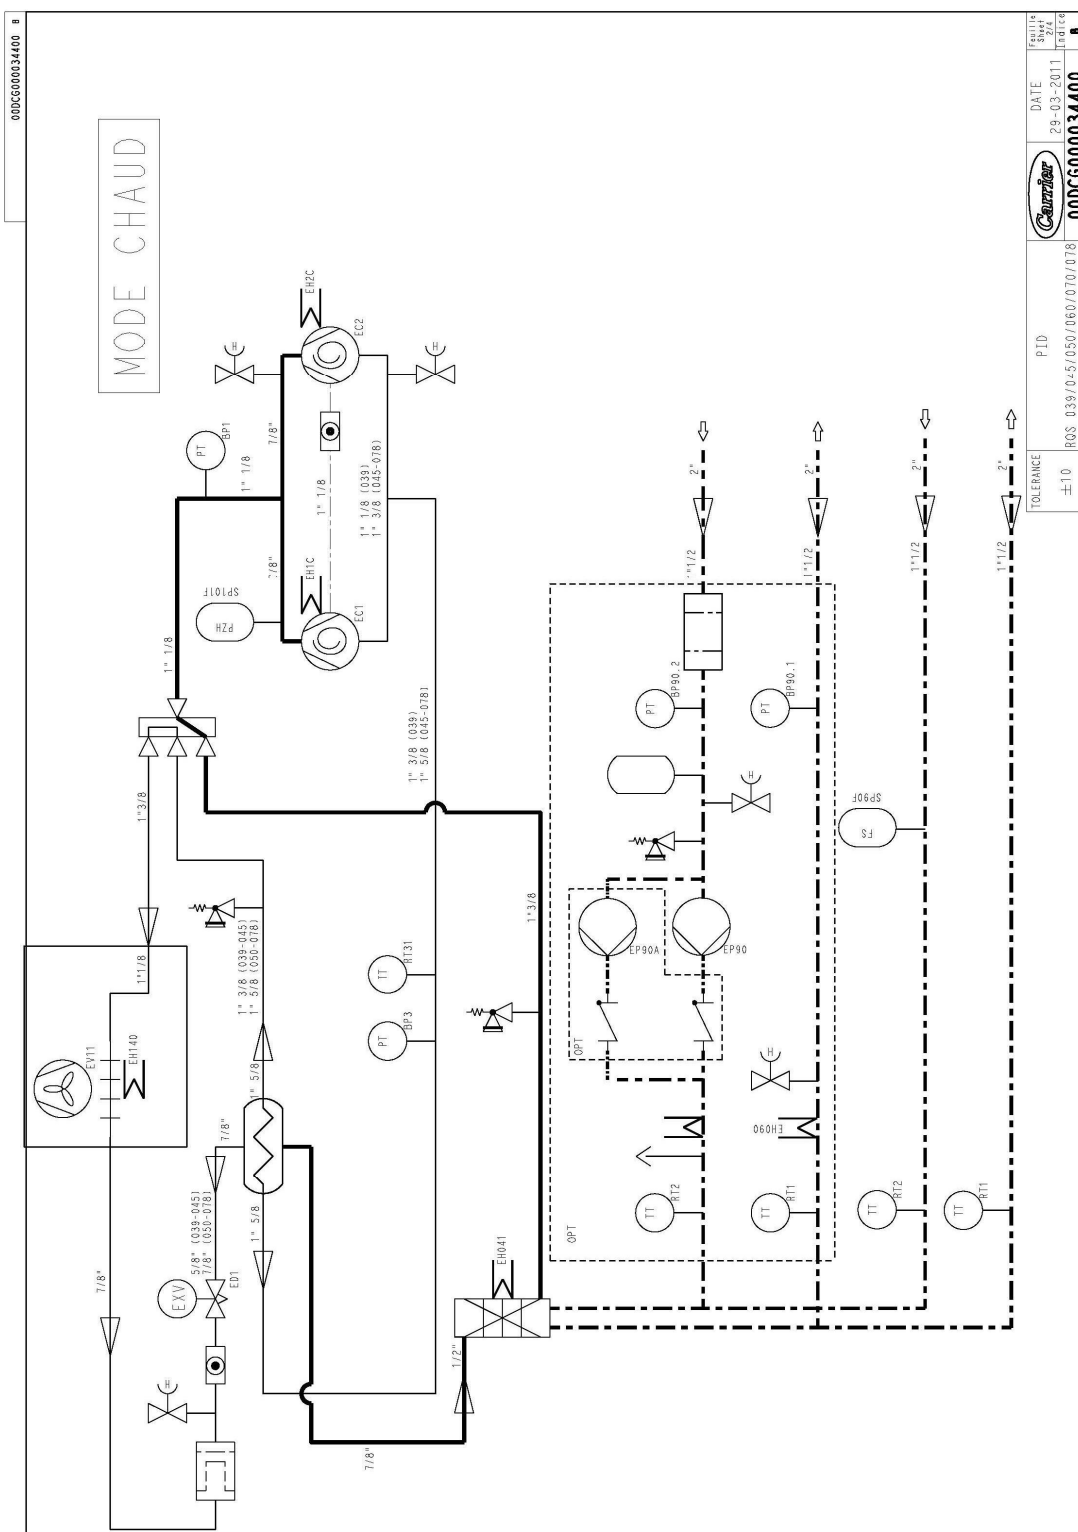 00DCG000034400 B
MODE CHAUD
EV11
EH140
7/8"
1"1/8
1"3/8
1" 1/8
PZH
SP101F
PT
BP1
1" 1/8
7/8"
7/8"
H
EH1C
EC1
1" 1/8
EH2C
EC2
H
1" 1/8 (039)
1" 3/8 (045-078)
1" 3/8 (039)
1" 5/8 (045-078)
H
EXV
ED1
5/8" (039-045)
7/8" (050-078)
7/8"
1" 5/8
1" 5/8
1" 3/8 (039-045)
1" 5/8 (050-078)
PT
BP3
TT
RT31
7/8"
1/2"
EH041
1"3/8
OPT
OPT
EP90A
EP90
H
PT
BP90.2
1"1/2
2"
TT
RT2
TT
RT1
EH090
H
PT
BP90.1
1"1/2
2"
FS
SP90F
TT
RT2
1"1/2
2"
TT
RT1
1"1/2
2"
TOLERANCE
±10
PID
RQS 039/045/050/060/070/078
Carrier
DATE
29-03-2011
Feuille
Sheet
2/4
Indice
B
00DCG000034400